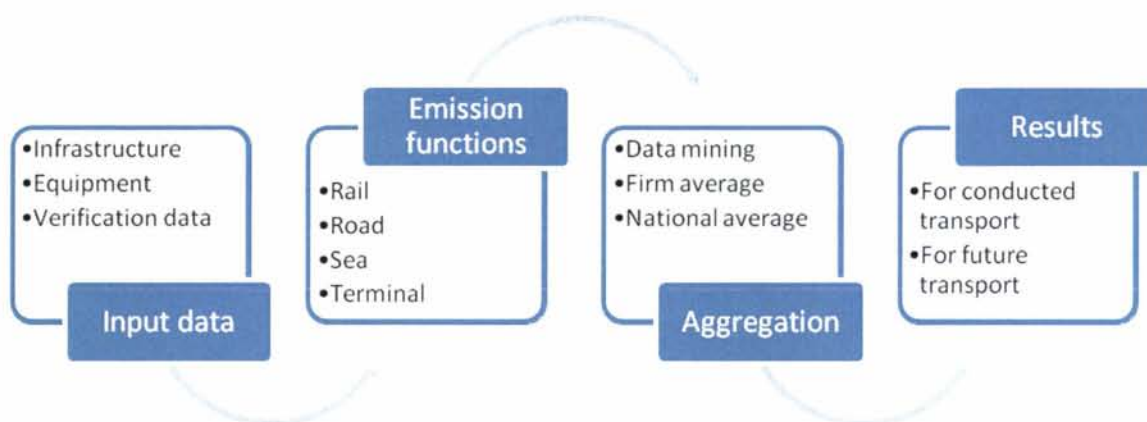 •Infrastructure
•Equipment
•Verification data
Input data
Emission
functions
•Rail
•Road
•Sea
•Terminal
•Data mining
•Firm average
•National average
Aggregation
Results
•For conducted
transport
•For future
transport